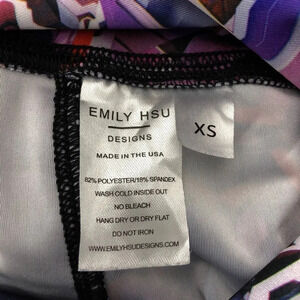 EMILY HSU
DESIGNS
MADE IN THE USA
XS
82% POLYESTER/18% SPANDEX
WASH COLD INSIDE OUT
NO BLEACH
HANG DRY OR DRY FLAT
DO NOT IRON
WWW.EMILYHSUDESIGNS.COM